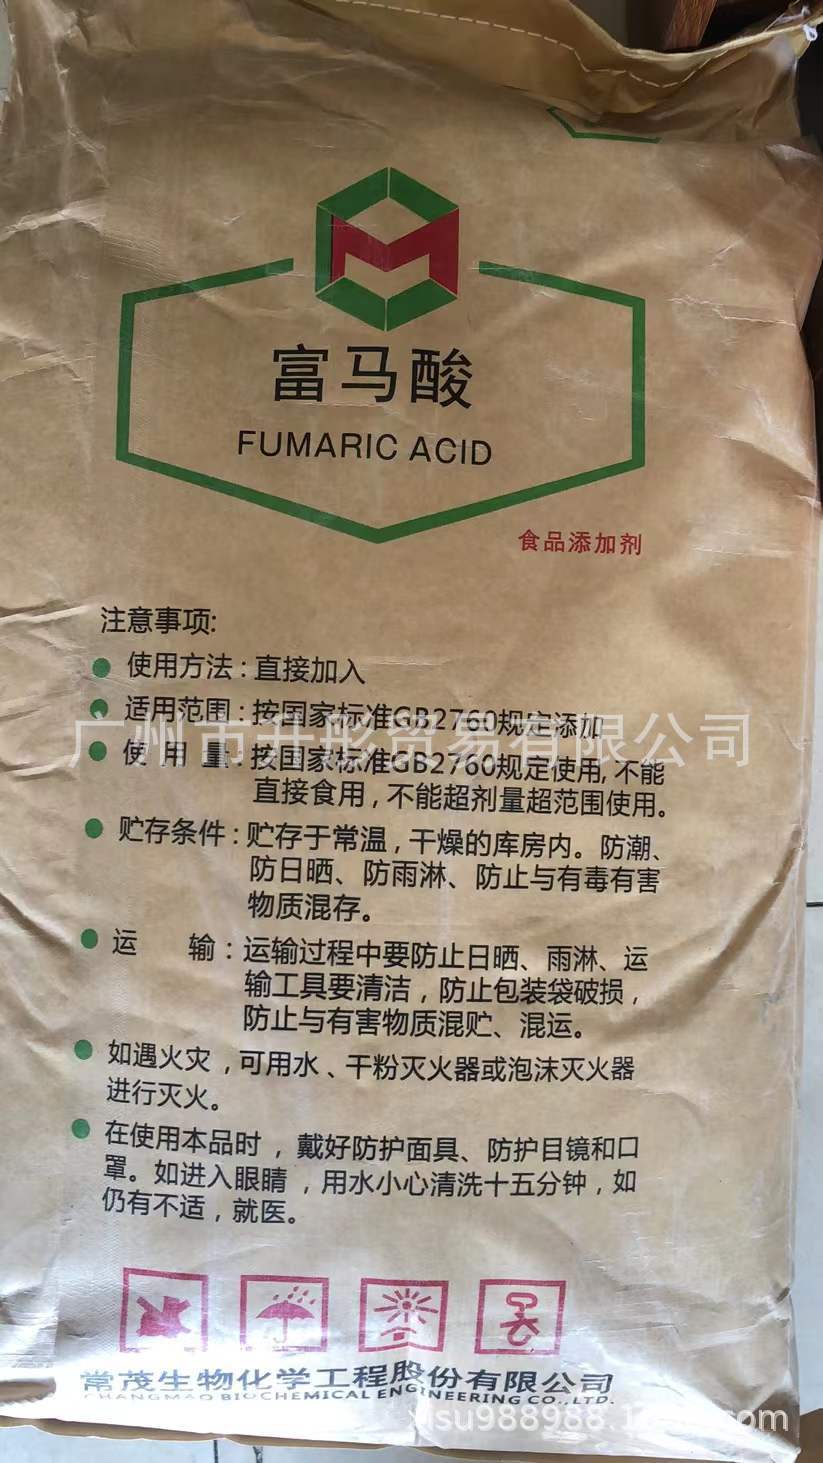 富马酸
FUMARIC ACID
食品添加剂
注意事项:
使用方法：直接加入
适用范围：按国家标准GB2760规定添加
广州市升彤贸易有限公司
使用量：按国家标准GB2760规定使用，不能
直接食用，不能超剂量超范围使用。
贮存条件：贮存于常温，干燥的库房内。防潮、
防日晒、防雨淋、防止与有毒有害
物质混存。
运输：运输过程中要防止日晒、雨淋、运
输工具要清洁，防止包装袋破损，
防止与有害物质混贮、混运。
如遇火灾，可用水、干粉灭火器或泡沫灭火器
进行灭火。
在使用本品时，戴好防护面具、防护目镜和口
罩。如进入眼睛，用水小心清洗十五分钟，如
仍有不适，就医。
常茂生物化学工程股份有限公司
CHANGMAO BIOCHEMICAL ENGINEERING CO.,LTD.